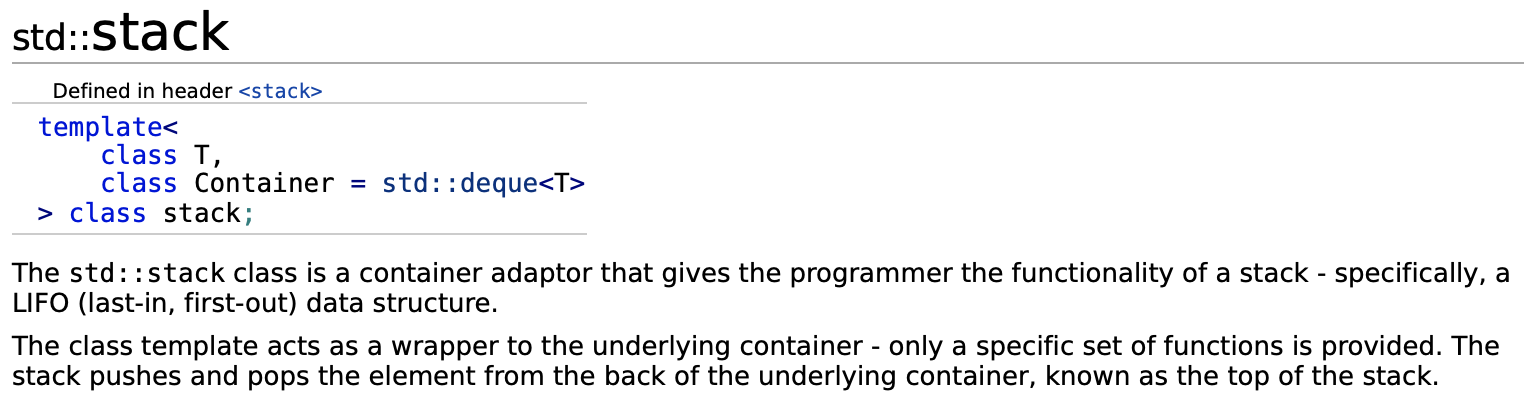 std::stack
Defined in header <stack>
template<
    class T,
    class Container = std::deque<T>
> class stack;
The std::stack class is a container adaptor that gives the programmer the functionality of a stack - specifically, a
LIFO (last-in, first-out) data structure.
The class template acts as a wrapper to the underlying container - only a specific set of functions is provided. The
stack pushes and pops the element from the back of the underlying container, known as the top of the stack.